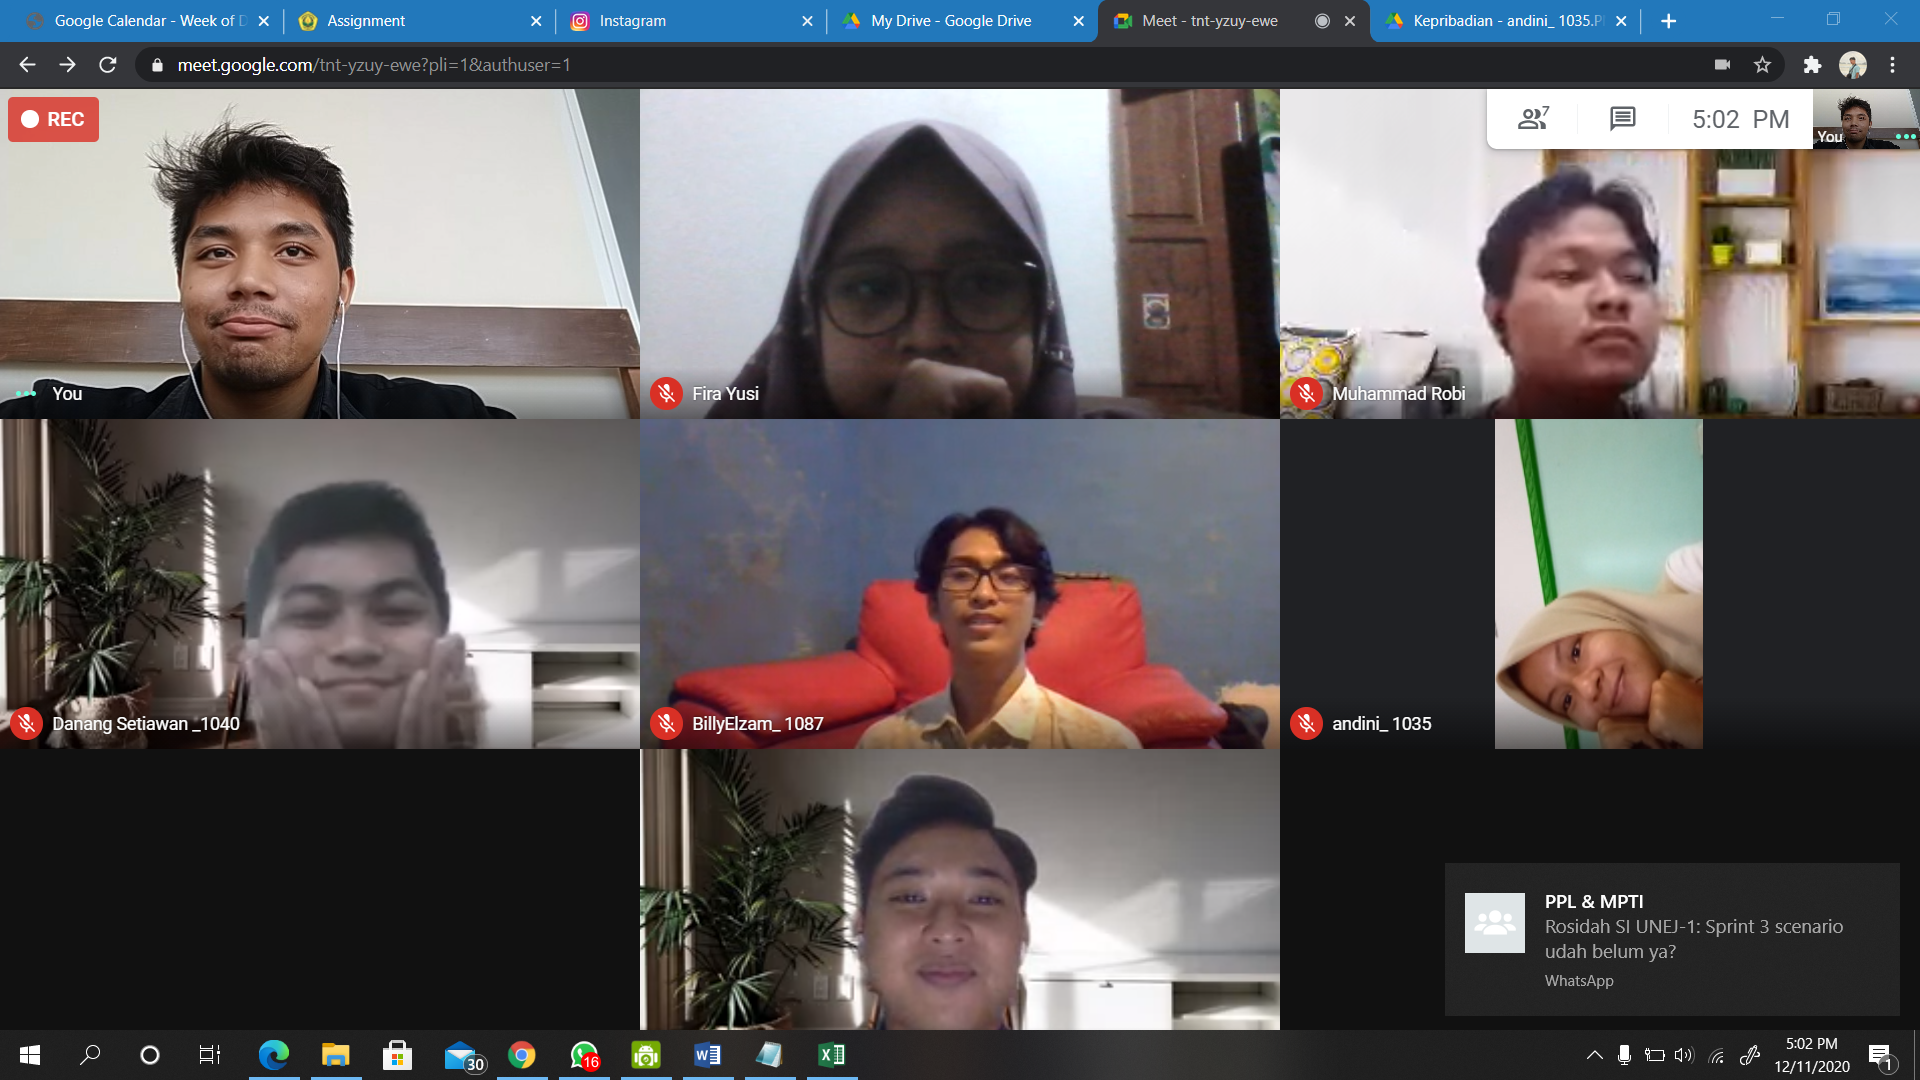 Google Calendar - Week of D
Assignment
Instagram
My Drive - Google Drive
Meet - tnt-yzuy-ewe
Kepribadian - andini_ 1035.P
meet.google.com/tnt-yzuy-ewe?pli=1&authuser=1
REC
7
5:02 PM
You
You
Fira Yusi
Muhammad Robi
Danang Setiawan _1040
BillyElzam_ 1087
andini_ 1035
PPL & MPTI
Rosidah SI UNEJ-1: Sprint 3 scenario
udah belum ya?
WhatsApp
30
16
5:02 PM
12/11/2020
1